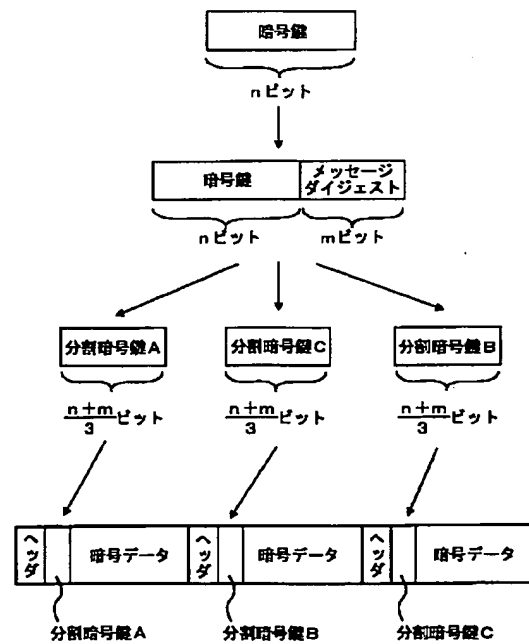 暗号鍵
nビット
暗号鍵 メッセージ
ダイジェスト
nビット mビット
分割暗号鍵A 分割暗号鍵C 分割暗号鍵B
n+m
3
ビット
n+m
3
ビット
n+m
3
ビット
ヘッダ 暗号データ ヘッダ 暗号データ ヘッダ 暗号データ
分割暗号鍵A 分割暗号鍵B 分割暗号鍵C